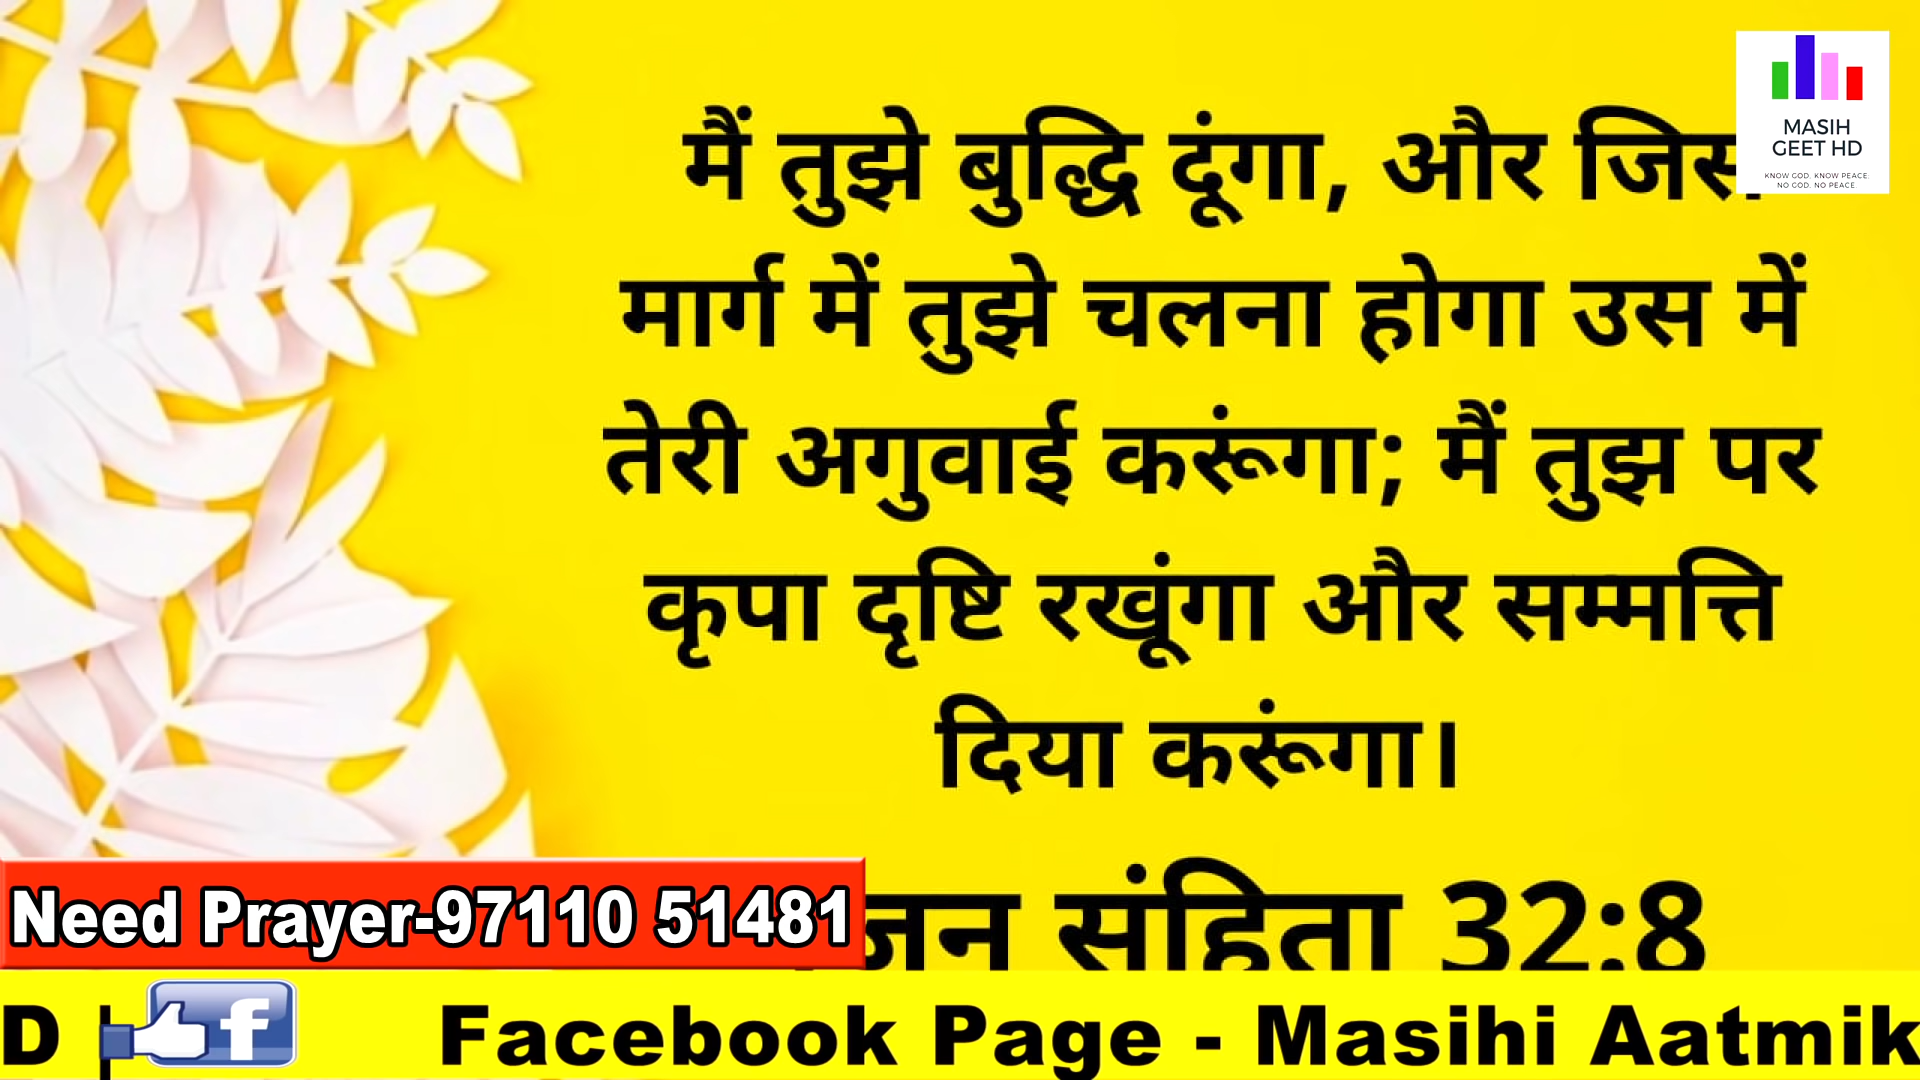 मैं तुझे बुद्धि दूंगा, और जिस
मार्ग में तुझे चलना होगा उस में
तेरी अगुवाई करूंगा; मैं तुझ पर
कृपा दृष्टि रखूंगा और सम्मत्ति
दिया करूंगा।
संहिता 32:8
MASIH
GEET HD
KNOW GOD. KNOW PEACE.
NO GOD. NO PEACE.
Need Prayer-97110 51481
D | f Facebook Page - Masihi Aatmik